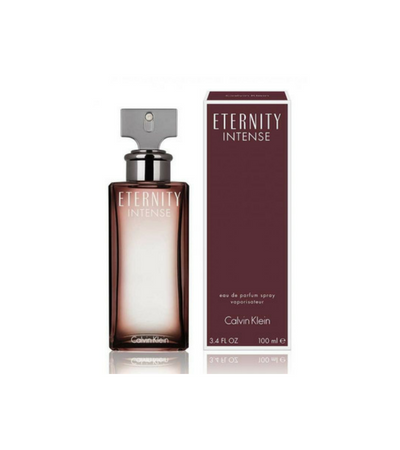 ETERNITY
INTENSE
Calvin Klein
ETERNITY
INTENSE
eau de parfum spray
vaporisateur
Calvin Klein
3.4 FL OZ 100 ml e